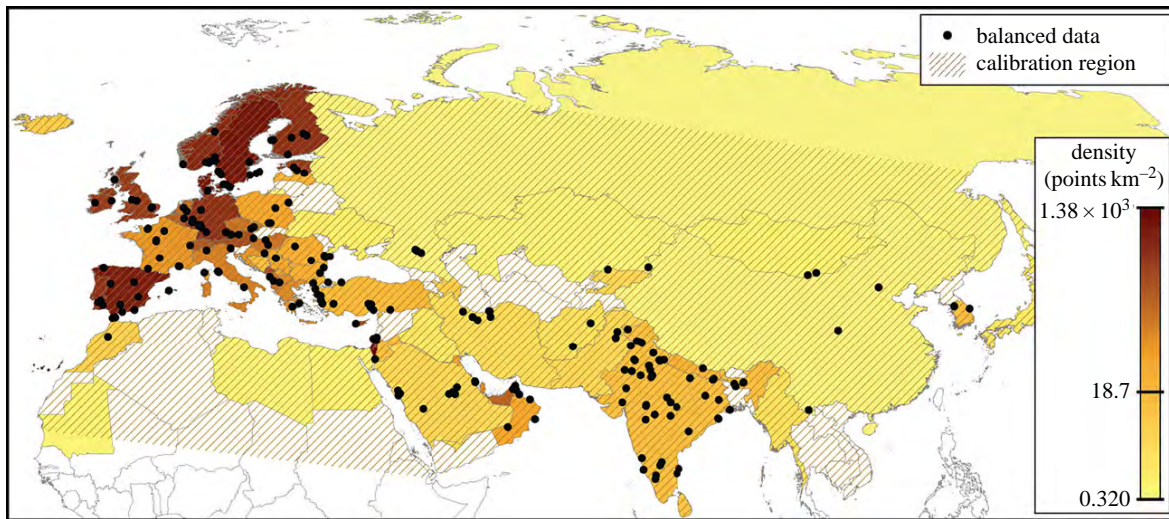 balanced data
calibration region
density
(points km⁻²)
1.38 × 10³
18.7
0.320